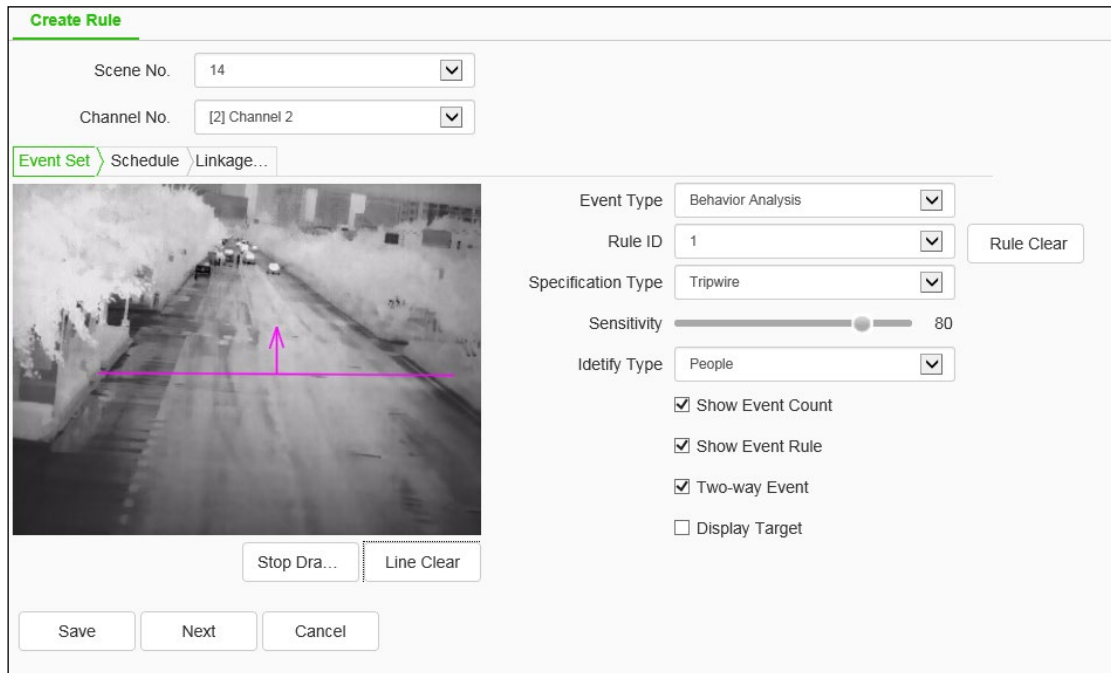 Create Rule
Scene No. 14
Channel No. [2] Channel 2
Event Set Schedule Linkage...
Event Type Behavior Analysis
Rule ID 1 Rule Clear
Specification Type Tripwire
Sensitivity 80
Idetify Type People
Show Event Count
Show Event Rule
Two-way Event
Display Target
Stop Dra... Line Clear
Save Next Cancel